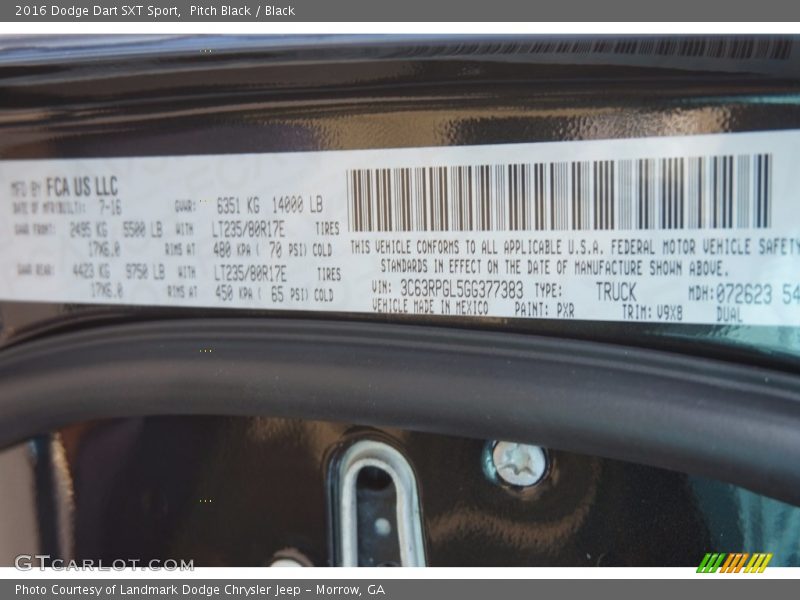 2016 Dodge Dart SXT Sport, Pitch Black / Black
MFD BY FCA US LLC
DATE OF MFR(BUILT): 7-16 GVWR: 6351 KG 14000 LB
GAWR FRONT: 2495 KG 5500 LB WITH LT235/80R17E TIRES
17X6.0 RIMS AT 480 KPA ( 70 PSI) COLD
GAWR REAR: 4423 KG 9750 LB WITH LT235/80R17E TIRES
17X6.0 RIMS AT 450 KPA ( 65 PSI) COLD
THIS VEHICLE CONFORMS TO ALL APPLICABLE U.S.A. FEDERAL MOTOR VEHICLE SAFETY
STANDARDS IN EFFECT ON THE DATE OF MANUFACTURE SHOWN ABOVE.
VIN: 3C63RPGL5GG377383 TYPE: TRUCK MDH: 072623 54
VEHICLE MADE IN MEXICO PAINT: PXR TRIM: V9X8 DUAL
GTCARLOT.COM
Photo Courtesy of Landmark Dodge Chrysler Jeep - Morrow, GA